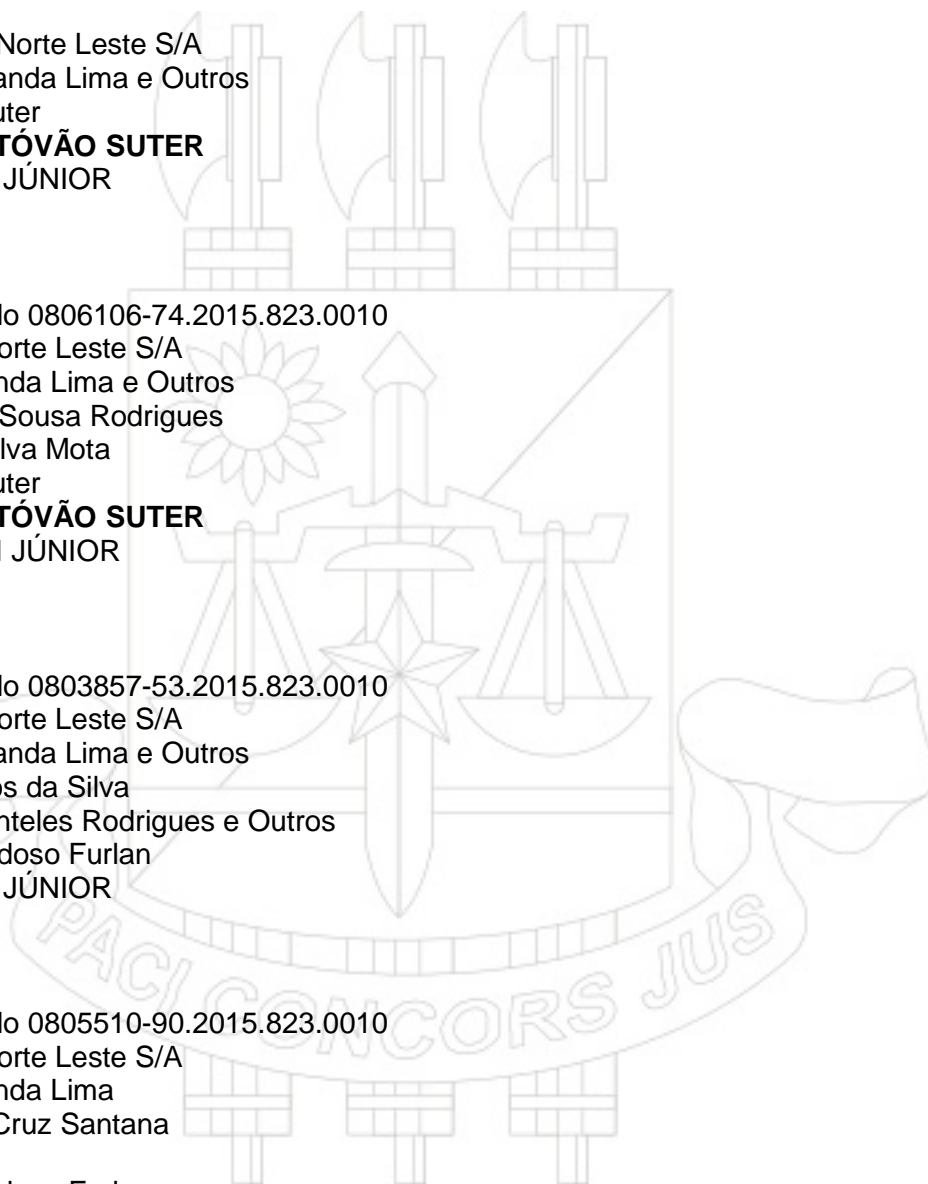 Norte Leste S/A
anda Lima e Outros
uter
TÓVÃO SUTER
JÚNIOR
do 0806106-74.2015.823.0010
orte Leste S/A
nda Lima e Outros
Sousa Rodrigues
lva Mota
uter
TÓVÃO SUTER
JÚNIOR
do 0803857-53.2015.823.0010
orte Leste S/A
anda Lima e Outros
os da Silva
nteles Rodrigues e Outros
doso Furlan
JÚNIOR
PACI CONCORS JUS
do 0805510-90.2015.823.0010
orte Leste S/A
nda Lima
Cruz Santana